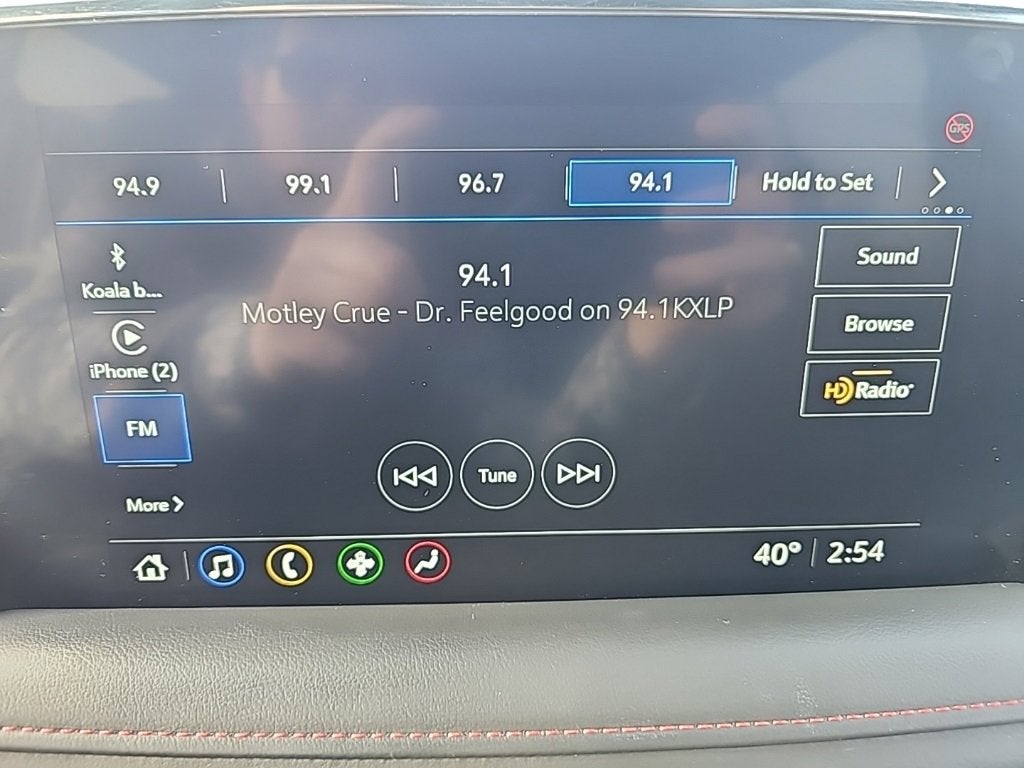 GPS
94.9 99.1 96.7 94.1 Hold to Set
Koala b...
iPhone (2)
FM
More
94.1
Motley Crue - Dr. Feelgood on 94.1KXLP
Tune
Sound
Browse
HD Radio
40° 2:54